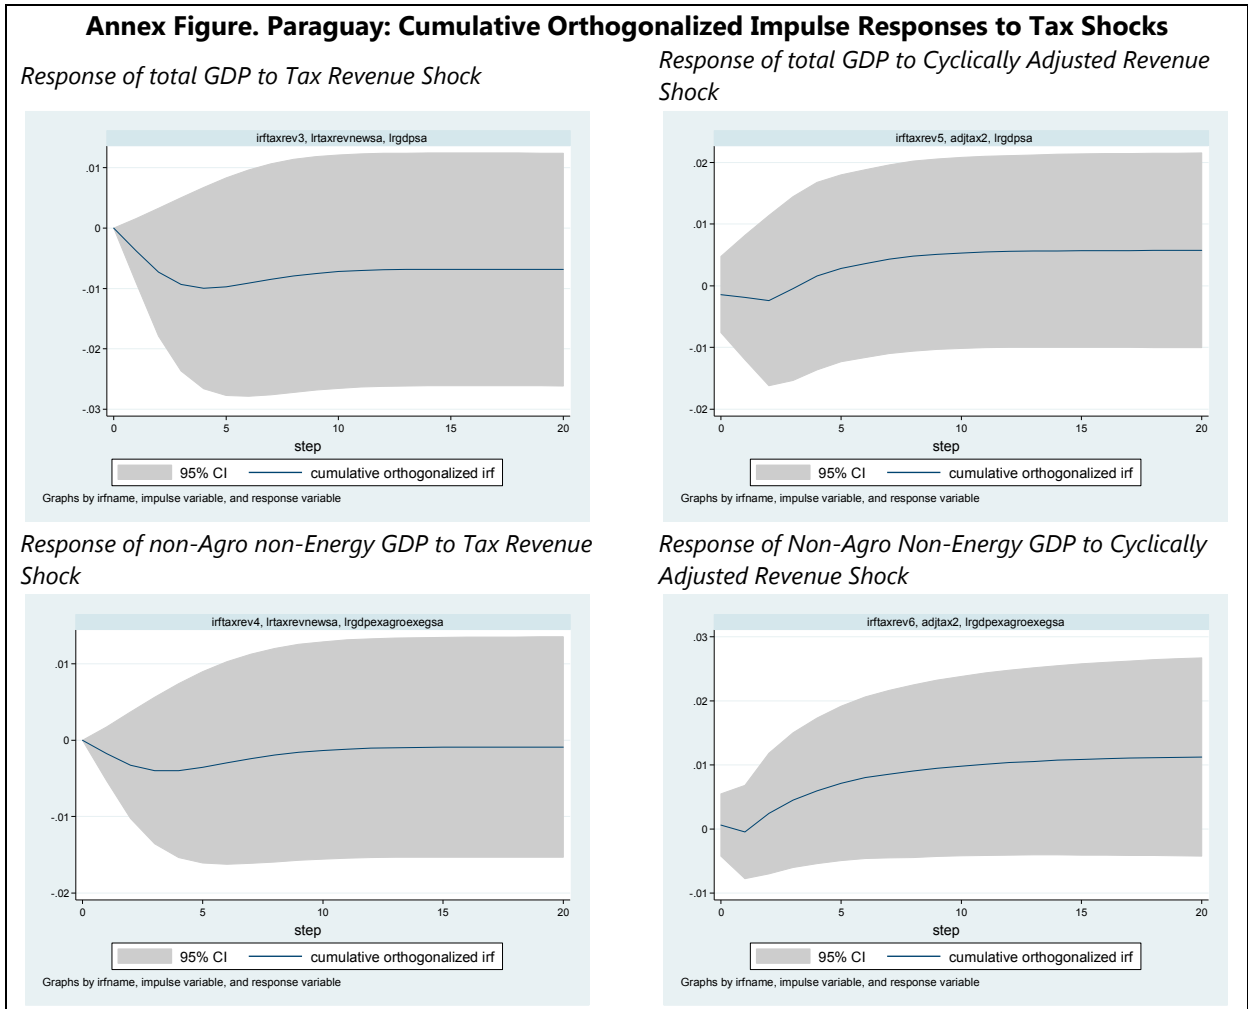 Annex Figure. Paraguay: Cumulative Orthogonalized Impulse Responses to Tax Shocks
Response of total GDP to Tax Revenue Shock
irftaxrev3, lrtaxrevnewsa, lrgdpsa
.01
0
-.01
-.02
-.03
0 5 10 15 20
step
95% CI cumulative orthogonalized irf
Graphs by irfname, impulse variable, and response variable
Response of total GDP to Cyclically Adjusted Revenue
Shock
irftaxrev5, adjtax2, lrgdpsa
.02
.01
0
-.01
-.02
0 5 10 15 20
step
95% CI cumulative orthogonalized irf
Graphs by irfname, impulse variable, and response variable
Response of non-Agro non-Energy GDP to Tax Revenue
Shock
irftaxrev4, lrtaxrevnewsa, lrgdpexagroexegsa
.01
0
-.01
-.02
0 5 10 15 20
step
95% CI cumulative orthogonalized irf
Graphs by irfname, impulse variable, and response variable
Response of Non-Agro Non-Energy GDP to Cyclically
Adjusted Revenue Shock
irftaxrev6, adjtax2, lrgdpexagroexegsa
.03
.02
.01
0
-.01
0 5 10 15 20
step
95% CI cumulative orthogonalized irf
Graphs by irfname, impulse variable, and response variable